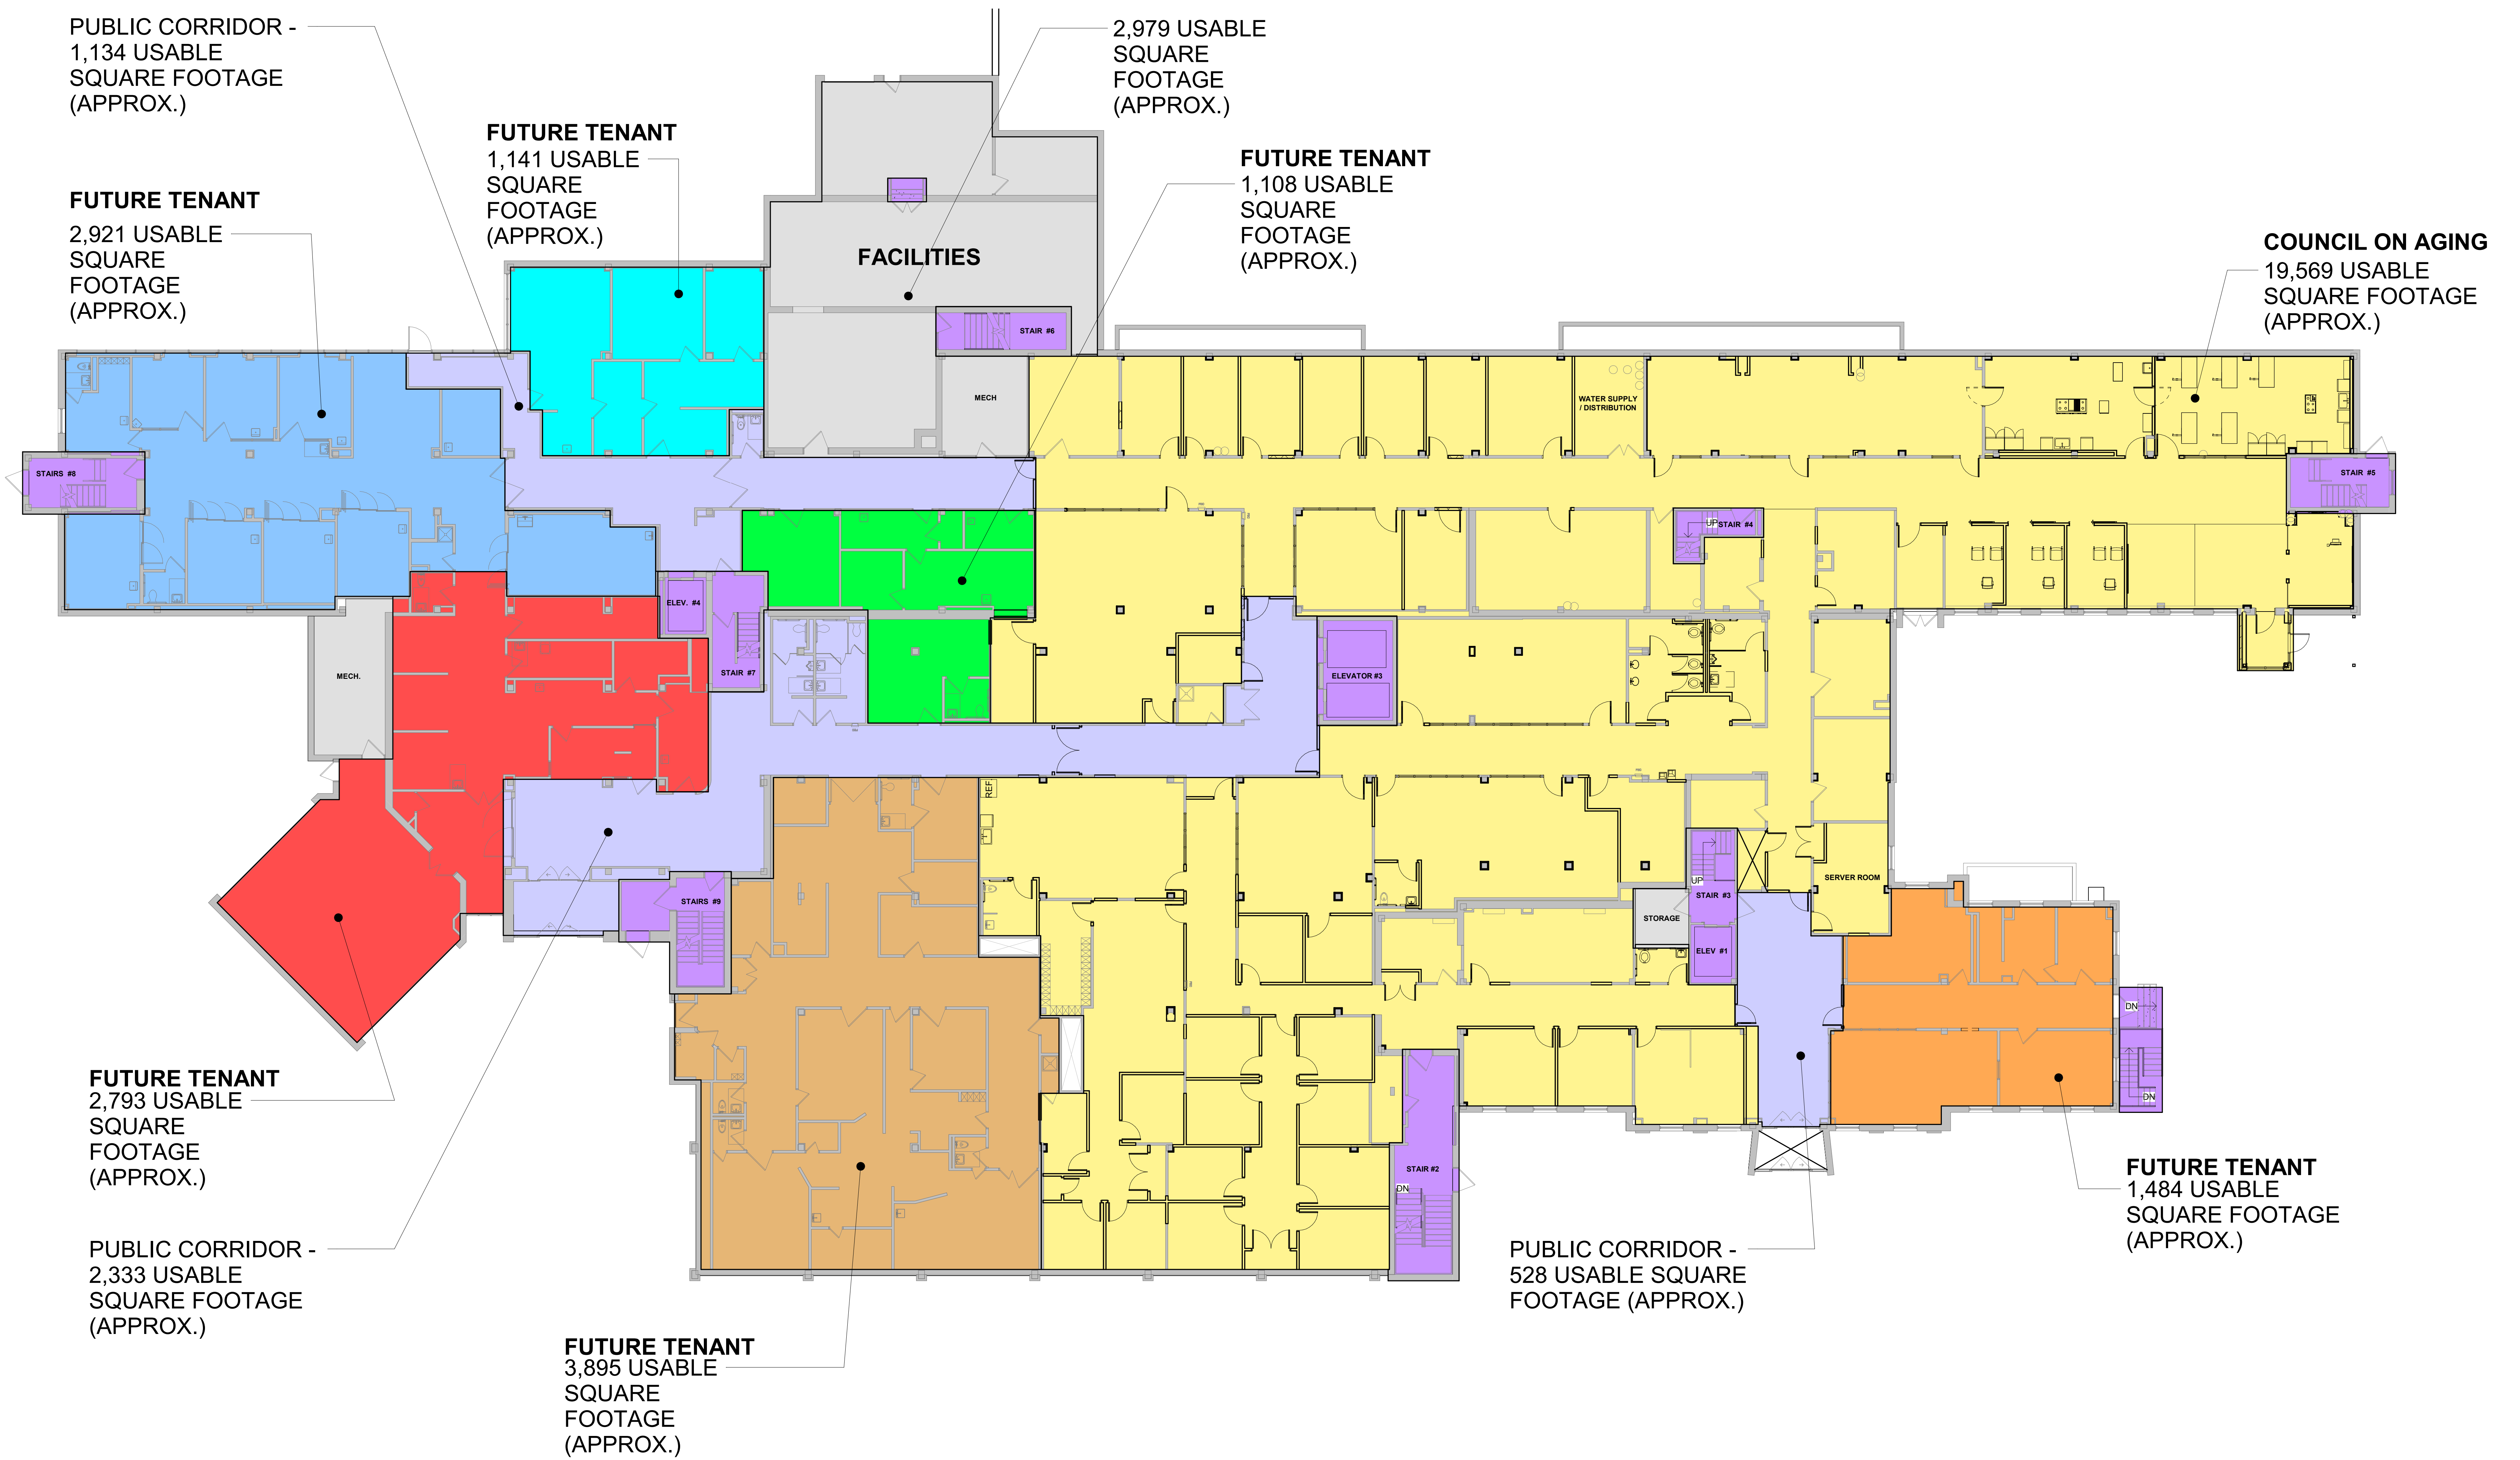 PUBLIC CORRIDOR -
1,134 USABLE
SQUARE FOOTAGE
(APPROX.)
2,979 USABLE
SQUARE
FOOTAGE
(APPROX.)
FUTURE TENANT
1,141 USABLE
SQUARE
FOOTAGE
(APPROX.)
FUTURE TENANT
1,108 USABLE
SQUARE
FOOTAGE
(APPROX.)
FUTURE TENANT
2,921 USABLE
SQUARE
FOOTAGE
(APPROX.)
COUNCIL ON AGING
19,569 USABLE
SQUARE FOOTAGE
(APPROX.)
FACILITIES
STAIR #6
MECH
WATER SUPPLY
/ DISTRIBUTION
STAIRS #8
STAIR #5
UP
STAIR #4
ELEV. #4
STAIR #7
MECH.
ELEVATOR #3
REF.
UP
STAIR #3
SERVER ROOM
STAIRS #9
STORAGE
ELEV #1
DN
DN
STAIR #2
DN
FUTURE TENANT
2,793 USABLE
SQUARE
FOOTAGE
(APPROX.)
FUTURE TENANT
1,484 USABLE
SQUARE FOOTAGE
(APPROX.)
PUBLIC CORRIDOR -
2,333 USABLE
SQUARE FOOTAGE
(APPROX.)
PUBLIC CORRIDOR -
528 USABLE SQUARE
FOOTAGE (APPROX.)
FUTURE TENANT
3,895 USABLE
SQUARE
FOOTAGE
(APPROX.)